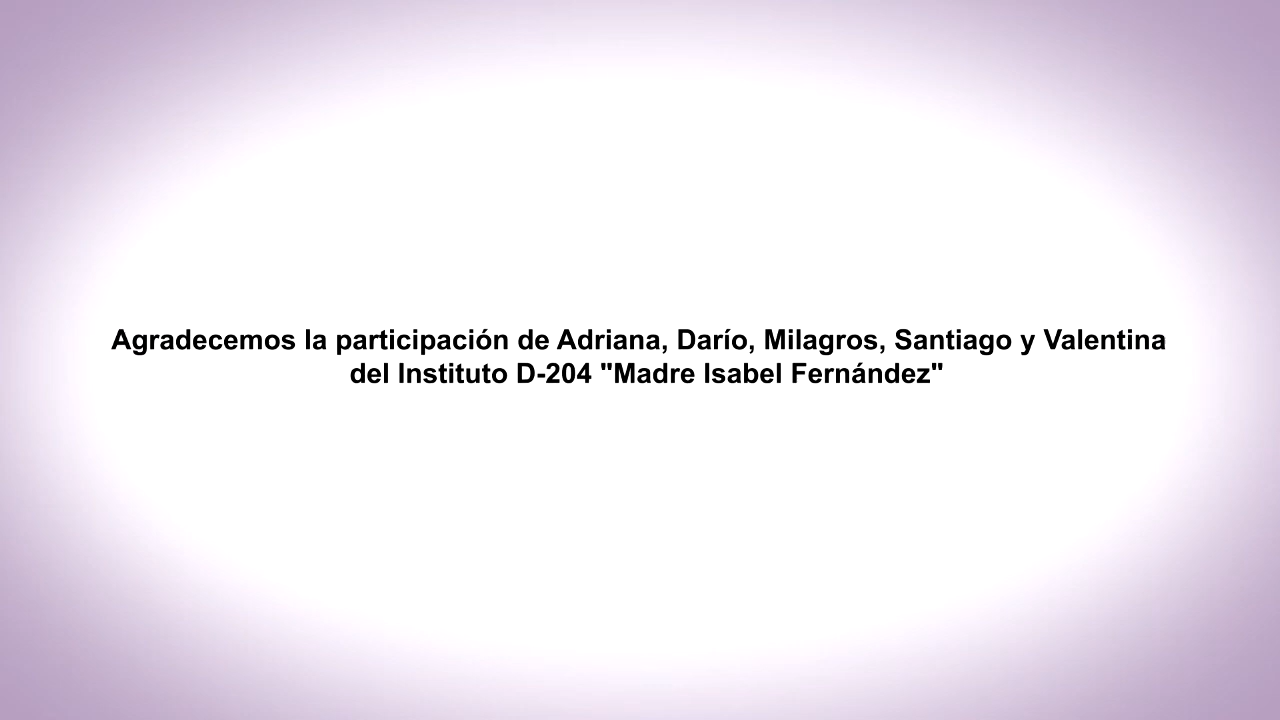 Agradecemos la participación de Adriana, Darío, Milagros, Santiago y Valentina
del Instituto D-204 "Madre Isabel Fernández"